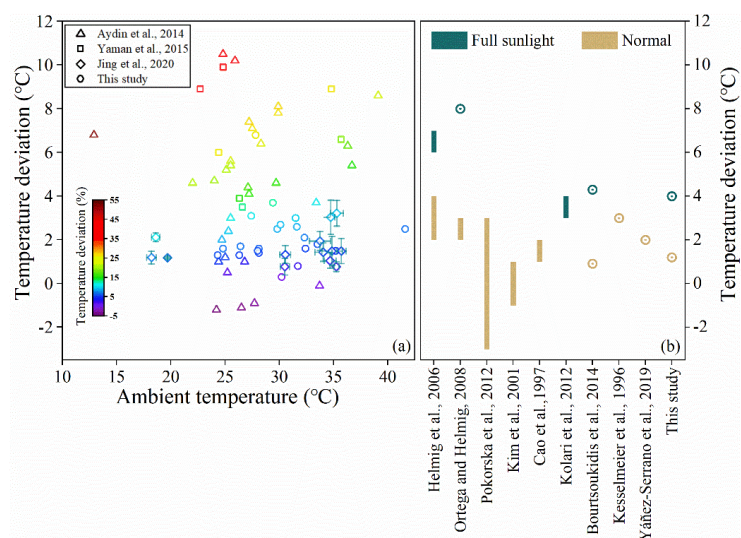 12
10
8
6
4
2
0
-2
Temperature deviation (℃)
Aydin et al., 2014
Yaman et al., 2015
Jing et al., 2020
This study
Temperature deviation (%)
55
45
35
25
15
5
-5
(a)
10
15
20
25
30
35
40
Ambient temperature (℃)
Full sunlight
Normal
(b)
12
10
8
6
4
2
0
-2
Temperature deviation (℃)
Helmig et al., 2006
Ortega and Helmig, 2008
Pokorska et al., 2012
Kim et al., 2001
Cao et al., 1997
Kolari et al., 2012
Bourtsoukidis et al., 2014
Kesselmeier et al., 1996
Yáñez-Serrano et al., 2019
This study